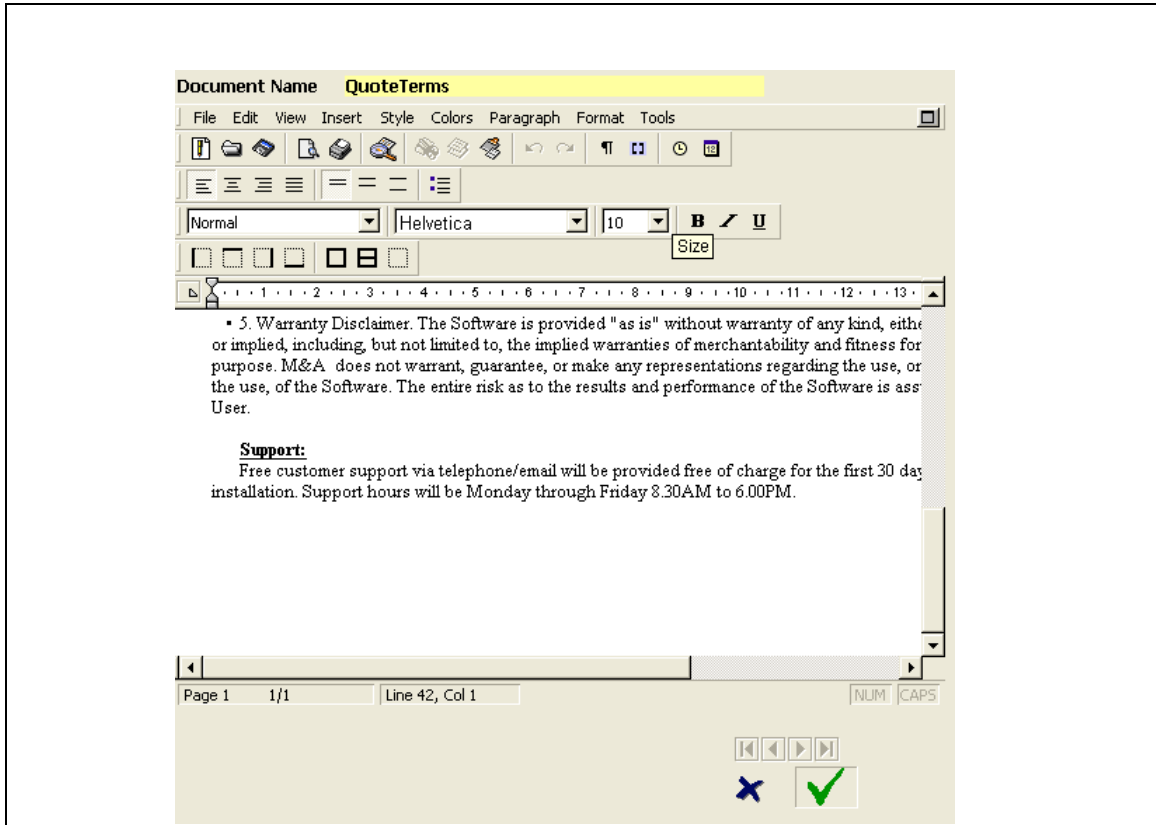 Document Name QuoteTerms
File Edit View Insert Style Colors Paragraph Format Tools
12
Normal Helvetica 10 B I U
Size
1 2 3 4 5 6 7 8 9 10 11 12 13
▪ 5. Warranty Disclaimer. The Software is provided "as is" without warranty of any kind, eithe
or implied, including, but not limited to, the implied warranties of merchantability and fitness for
purpose. M&A does not warrant, guarantee, or make any representations regarding the use, or
the use, of the Software. The entire risk as to the results and performance of the Software is ass
User.
Support:
Free customer support via telephone/email will be provided free of charge for the first 30 day
installation. Support hours will be Monday through Friday 8.30AM to 6.00PM.
Page 1 1/1 Line 42, Col 1 NUM CAPS